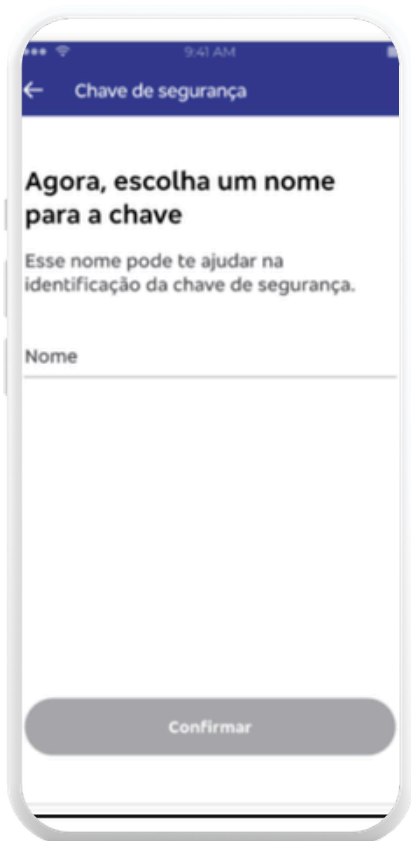 9:41 AM
Chave de segurança
Agora, escolha um nome
para a chave
Esse nome pode te ajudar na
identificação da chave de segurança.
Nome
Confirmar